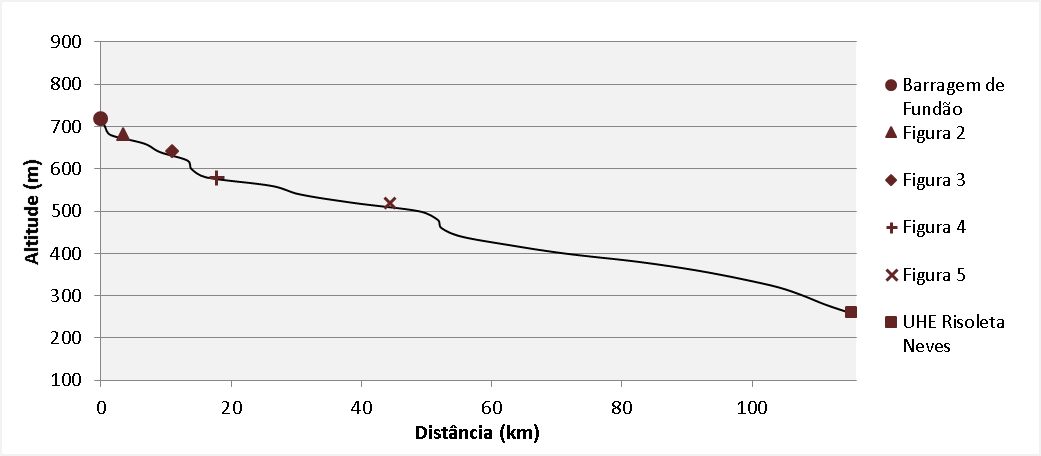 900
800
700
600
500
400
300
200
100
Altitude (m)
0 20 40 60 80 100
Distância (km)
Barragem de
Fundão
Figura 2
Figura 3
Figura 4
Figura 5
UHE Risoleta
Neves